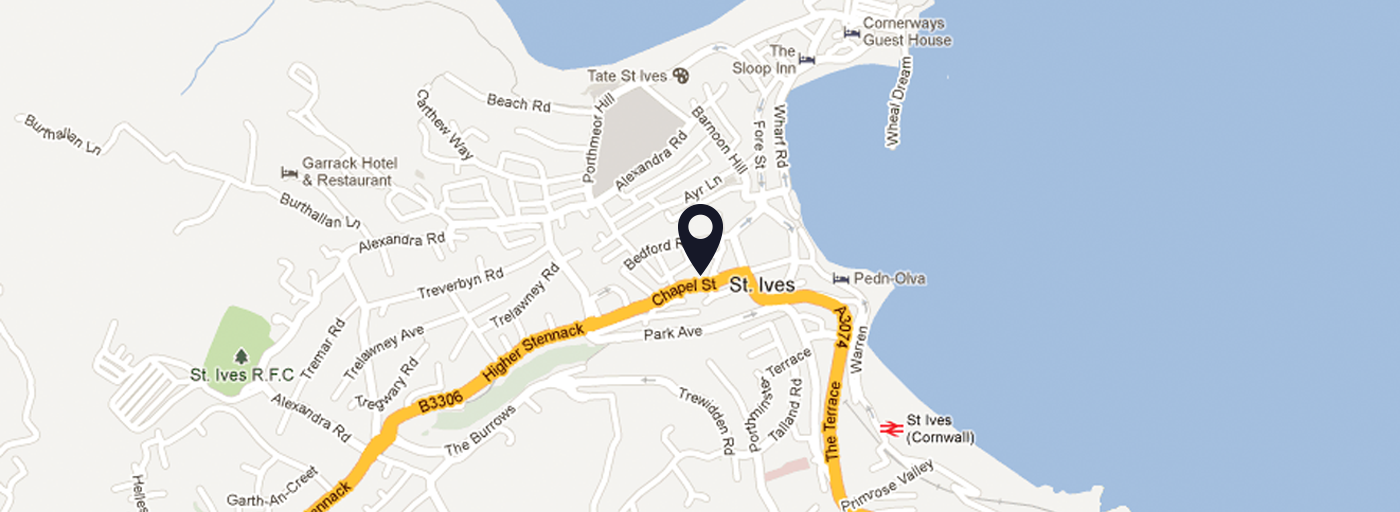 Cornerways
Guest House
The
Sloop Inn
Tate St Ives
Wheal Dream
Beach Rd
Carthew Way
Porthmeor Hill
Barnoon Hill
Fore St
Wharf Rd
Burthallan Ln
Garrack Hotel
& Restaurant
Alexandra Rd
Ayr Ln
Burthallan Ln
Alexandra Rd
Bedford
Treverbyn Rd
Trelawney Rd
Chapel St
St. Ives
Pedn-Olva
A3074
Warren
Park Ave
Higher Stennack
Tremar Rd
Trelawney Ave
Tregwary Rd
St. Ives R.F.C
B3306
Alexandra Rd
The Burrows
Trewidden Rd
Porthminster
Terrace
Talland Rd
The Terrace
St Ives
(Cornwall)
Primrose Valley
Garth-An-Creet